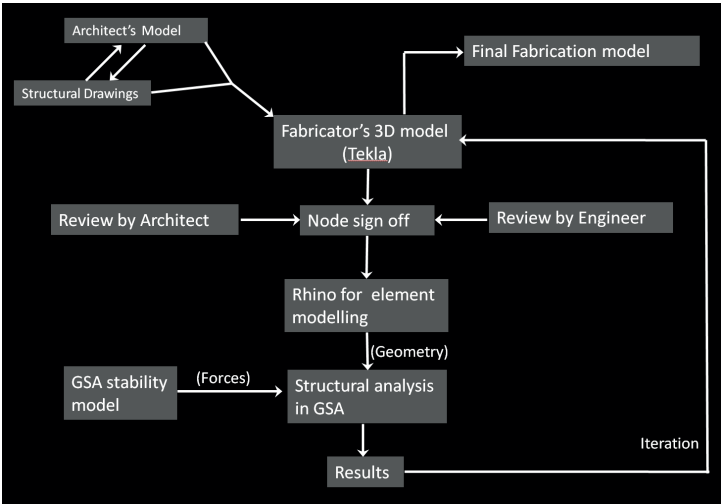 Architect's Model
Final Fabrication model
Structural Drawings
Fabricator's 3D model
(Tekla)
Review by Architect
Node sign off
Review by Engineer
Rhino for element
modelling
(Geometry)
GSA stability
model
(Forces)
Structural analysis
in GSA
Iteration
Results